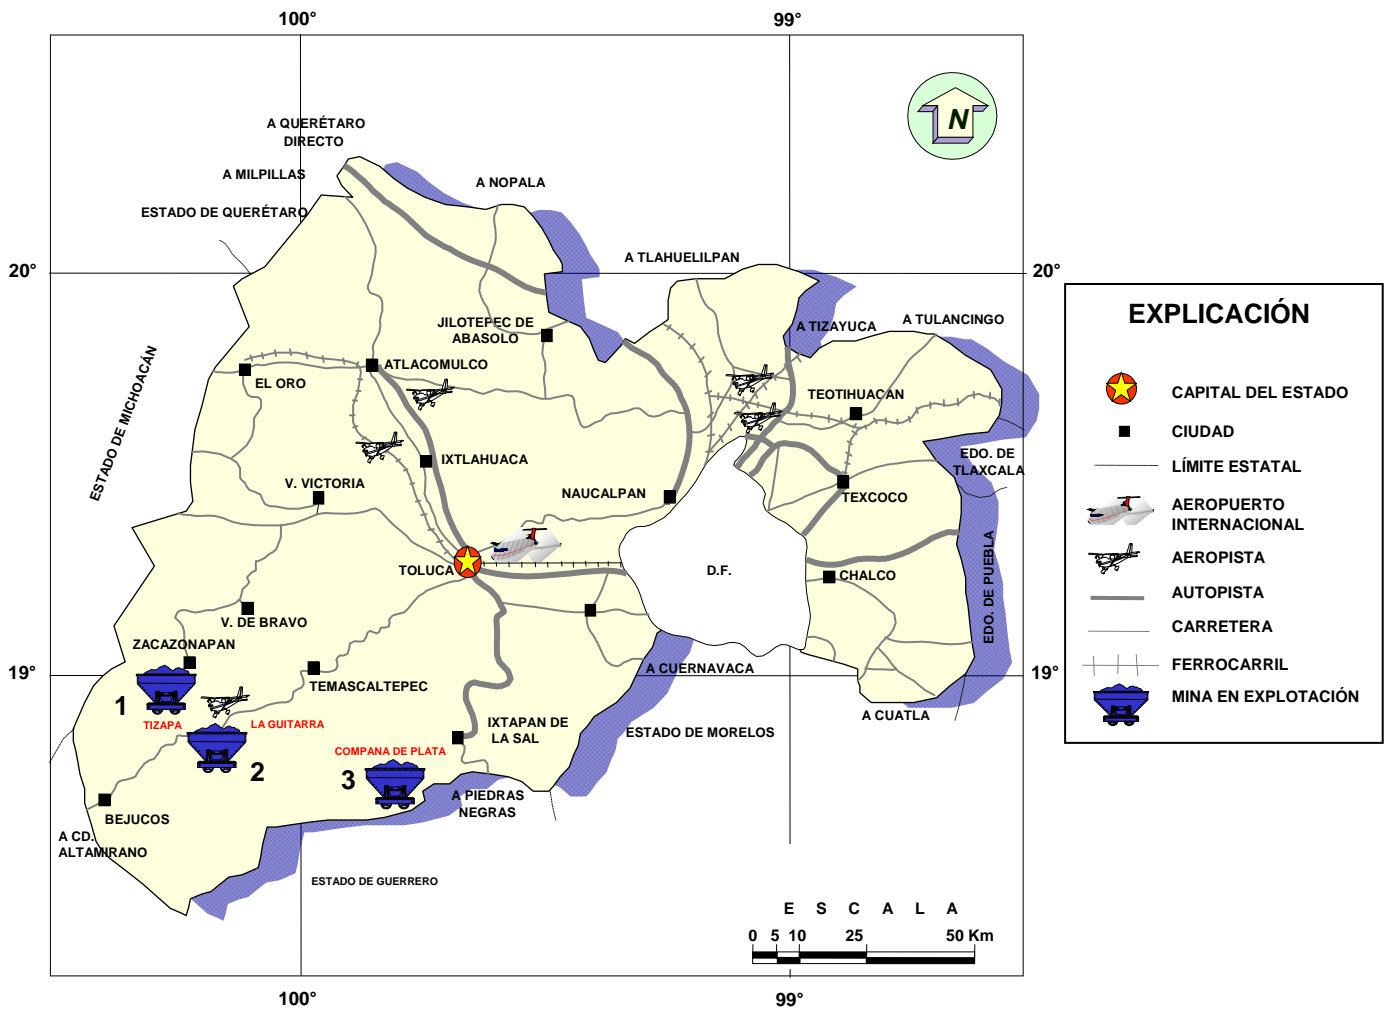 100°
99°
N
A QUERÉTARO
DIRECTO
A MILPILLAS
A NOPALA
ESTADO DE QUERÉTARO
A TLAHUELILPAN
20°
20°
A TIZAYUCA
A TULANCINGO
JILOTEPEC DE
ABASOLO
ATLACOMULCO
EL ORO
TEOTIHUACAN
ESTADO DE MICHOACÁN
IXTLAHUACA
EDO. DE
TLAXCALA
V. VICTORIA
NAUCALPAN
TEXCOCO
TOLUCA
D.F.
CHALCO
EDO. DE PUEBLA
V. DE BRAVO
ZACAZONAPAN
19°
19°
A CUERNAVACA
TEMASCALTEPEC
1
TIZAPA
LA GUITARRA
2
IXTAPAN DE
LA SAL
A CUATLA
ESTADO DE MORELOS
COMPANA DE PLATA
3
A PIEDRAS
NEGRAS
BEJUCOS
A CD.
ALTAMIRANO
ESTADO DE GUERRERO
E S C A L A
0 5 10 25 50 Km
100°
99°
EXPLICACIÓN
CAPITAL DEL ESTADO
CIUDAD
LÍMITE ESTATAL
AEROPUERTO
INTERNACIONAL
AEROPISTA
AUTOPISTA
CARRETERA
FERROCARRIL
MINA EN EXPLOTACIÓN